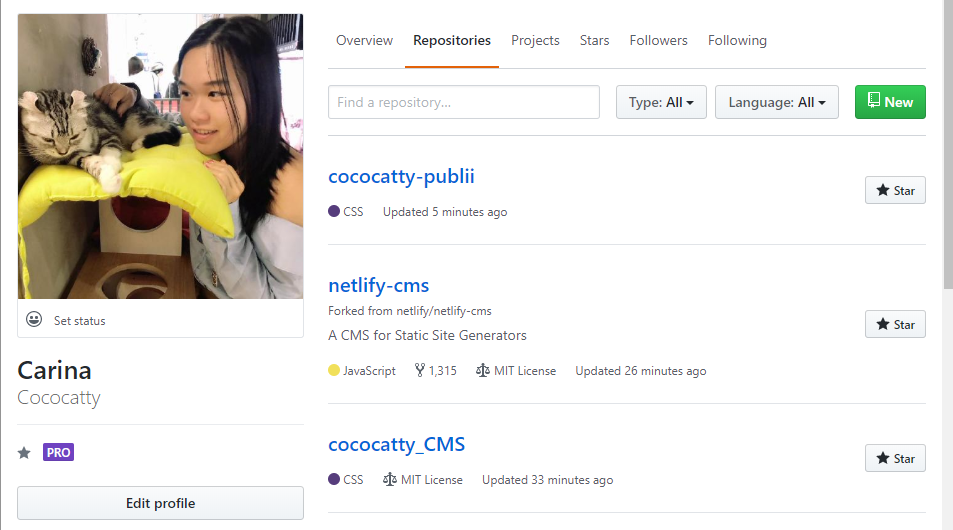 Overview Repositories Projects Stars Followers Following
Find a repository... Type: All Language: All New
cococatty-publii
Star
CSS Updated 5 minutes ago
netlify-cms
Forked from netlify/netlify-cms
Star
A CMS for Static Site Generators
JavaScript 1,315 MIT License Updated 26 minutes ago
cococatty_CMS
Star
CSS MIT License Updated 33 minutes ago
Set status
Carina
Cococatty
PRO
Edit profile